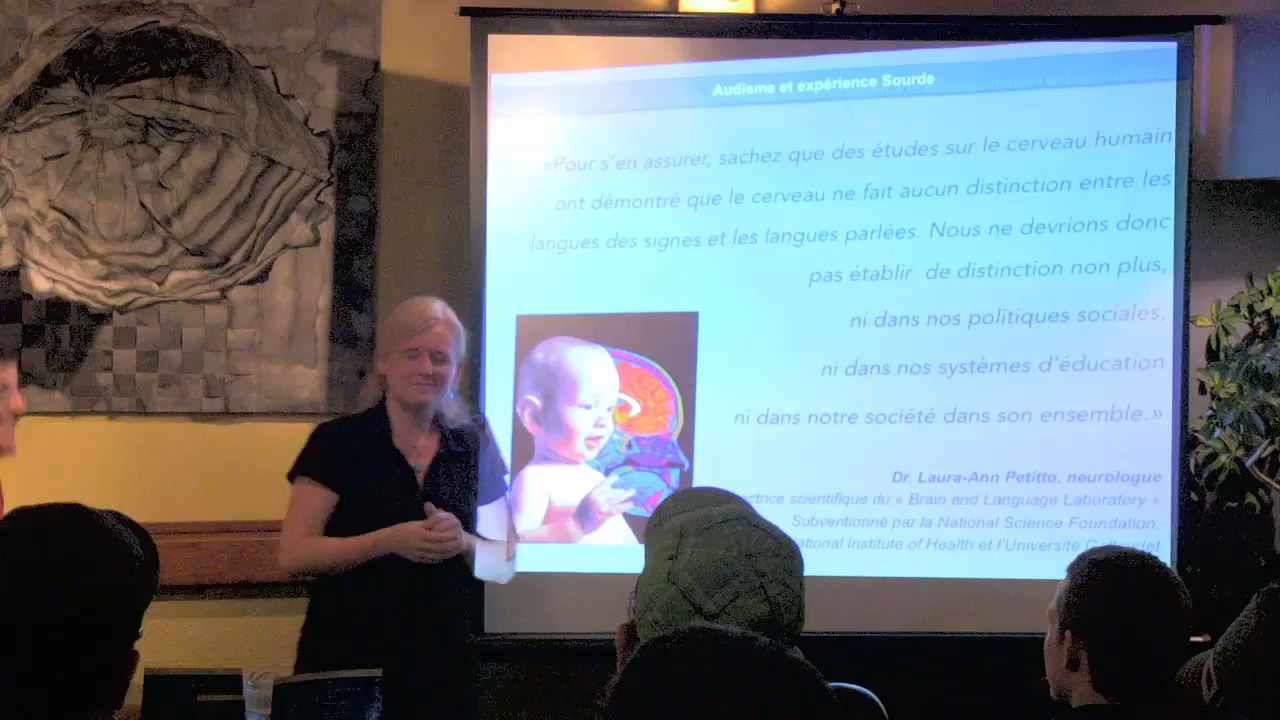 Audisme et expérience Sourde
«Pour s'en assurer, sachez que des études sur le cerveau humain
ont démontré que le cerveau ne fait aucun distinction entre les
langues des signes et les langues parlées. Nous ne devrions donc
pas établir de distinction non plus,
ni dans nos politiques sociales,
ni dans nos systèmes d'éducation
ni dans notre société dans son ensemble.»
Dr. Laura-Ann Petitto, neurologue
scientifique du « Brain and Language Laboratory »
Subventionné par la National Science Foundation,
Institute of Health et l'Université Gallaudet